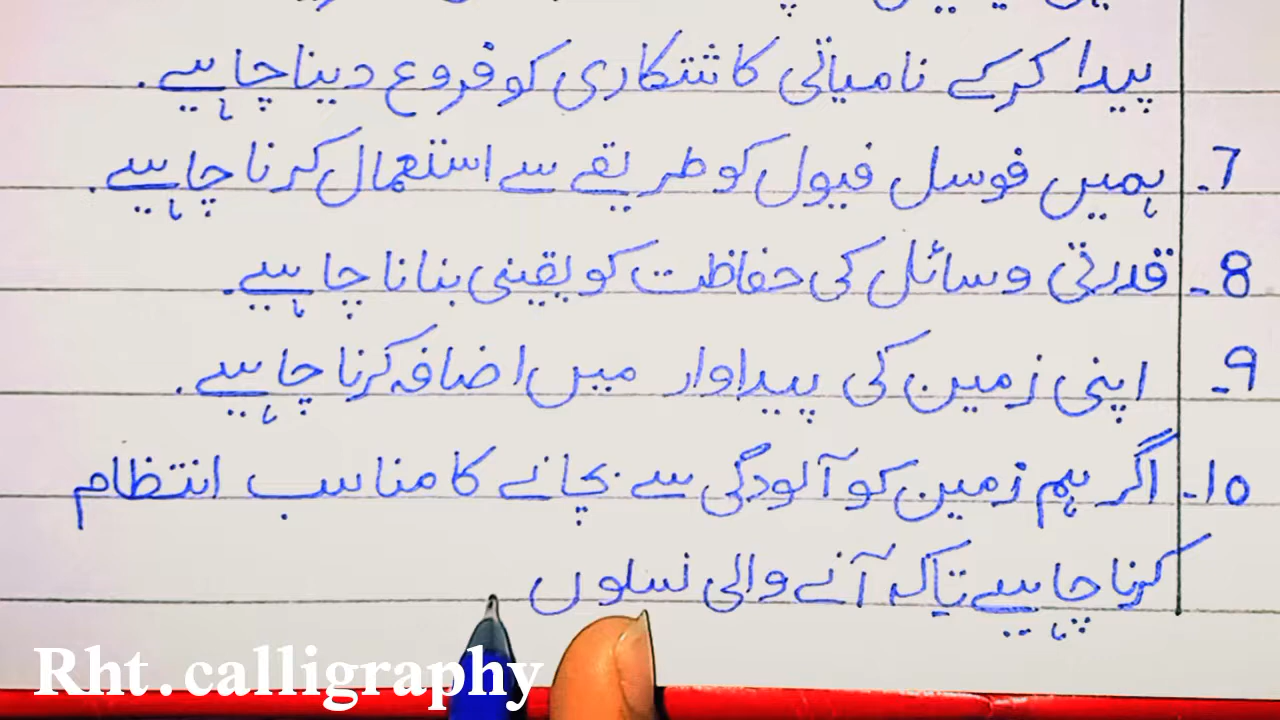 پیدا کرکے نامیاتی کاشتکاری کو فروغ دینا چاہیے.
7. ہمیں فوسل فیول کو طریقے سے استعمال کرنا چاہیے.
8. قدرتی وسائل کی حفاظت کو یقینی بنانا چاہیے.
9. اپنی زمین کی پیداوار میں اضافہ کرنا چاہیے.
10. اگر ہم زمین کو آلودگی سے بچانے کا مناسب انتظام
کرنا چاہیے تاکہ آنے والی نسلوں
Rht.calligraphy